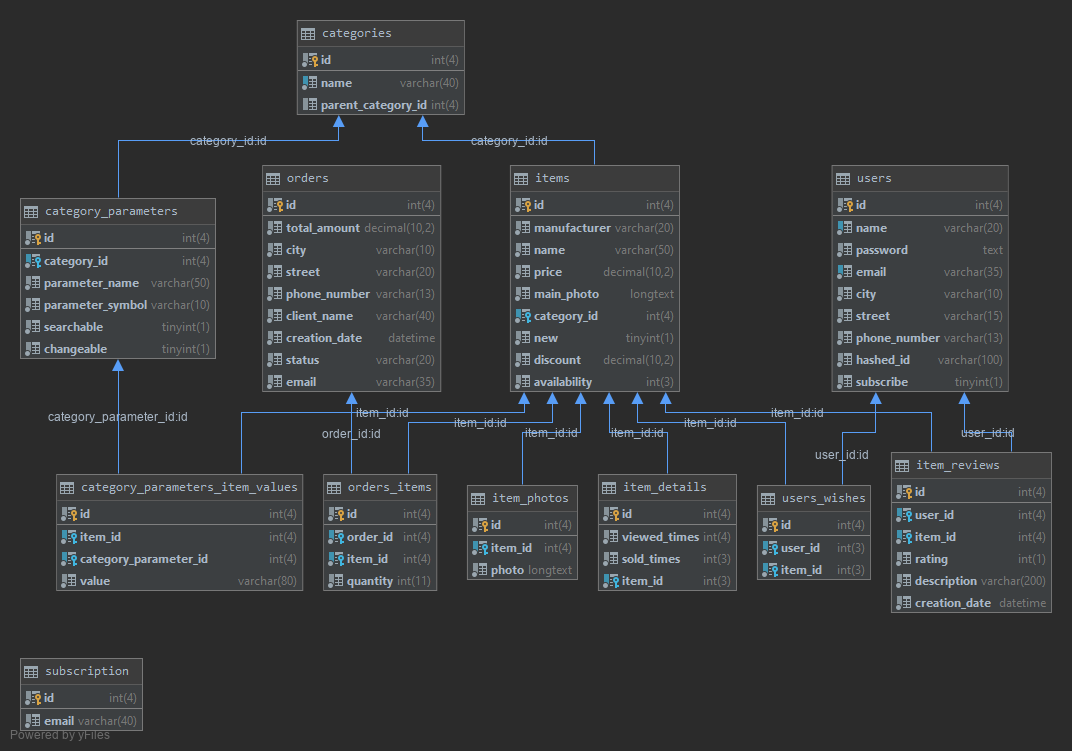 categories
id int(4)
name varchar(40)
parent_category_id int(4)
category_id:id
category_id:id
category_parameters
id int(4)
category_id int(4)
parameter_name varchar(50)
parameter_symbol varchar(10)
searchable tinyint(1)
changeable tinyint(1)
orders
id int(4)
total_amount decimal(10,2)
city varchar(10)
street varchar(20)
phone_number varchar(13)
client_name varchar(40)
creation_date datetime
status varchar(20)
email varchar(35)
items
id int(4)
manufacturer varchar(20)
name varchar(50)
price decimal(10,2)
main_photo longtext
category_id int(4)
new tinyint(1)
discount decimal(10,2)
availability int(3)
users
id int(4)
name varchar(20)
password text
email varchar(35)
city varchar(10)
street varchar(15)
phone_number varchar(13)
hashed_id varchar(100)
subscribe tinyint(1)
category_parameter_id:id
item_id:id
order_id:id
item_id:id
item_id:id
item_id:id
item_id:id
item_id:id
user_id:id
user_id:id
category_parameters_item_values
id int(4)
item_id int(4)
category_parameter_id int(4)
value varchar(80)
orders_items
id int(4)
order_id int(4)
item_id int(4)
quantity int(11)
item_photos
id int(4)
item_id int(4)
photo longtext
item_details
id int(4)
viewed_times int(4)
sold_times int(3)
item_id int(3)
users_wishes
id int(4)
user_id int(3)
item_id int(3)
item_reviews
id int(4)
user_id int(4)
item_id int(4)
rating int(1)
description varchar(200)
creation_date datetime
subscription
id int(4)
email varchar(40)
Powered by yFiles